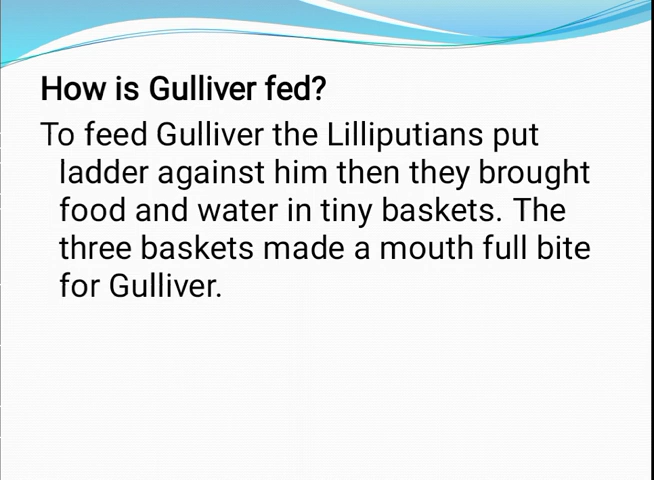 How is Gulliver fed?
To feed Gulliver the Lilliputians put
ladder against him then they brought
food and water in tiny baskets. The
three baskets made a mouth full bite
for Gulliver.